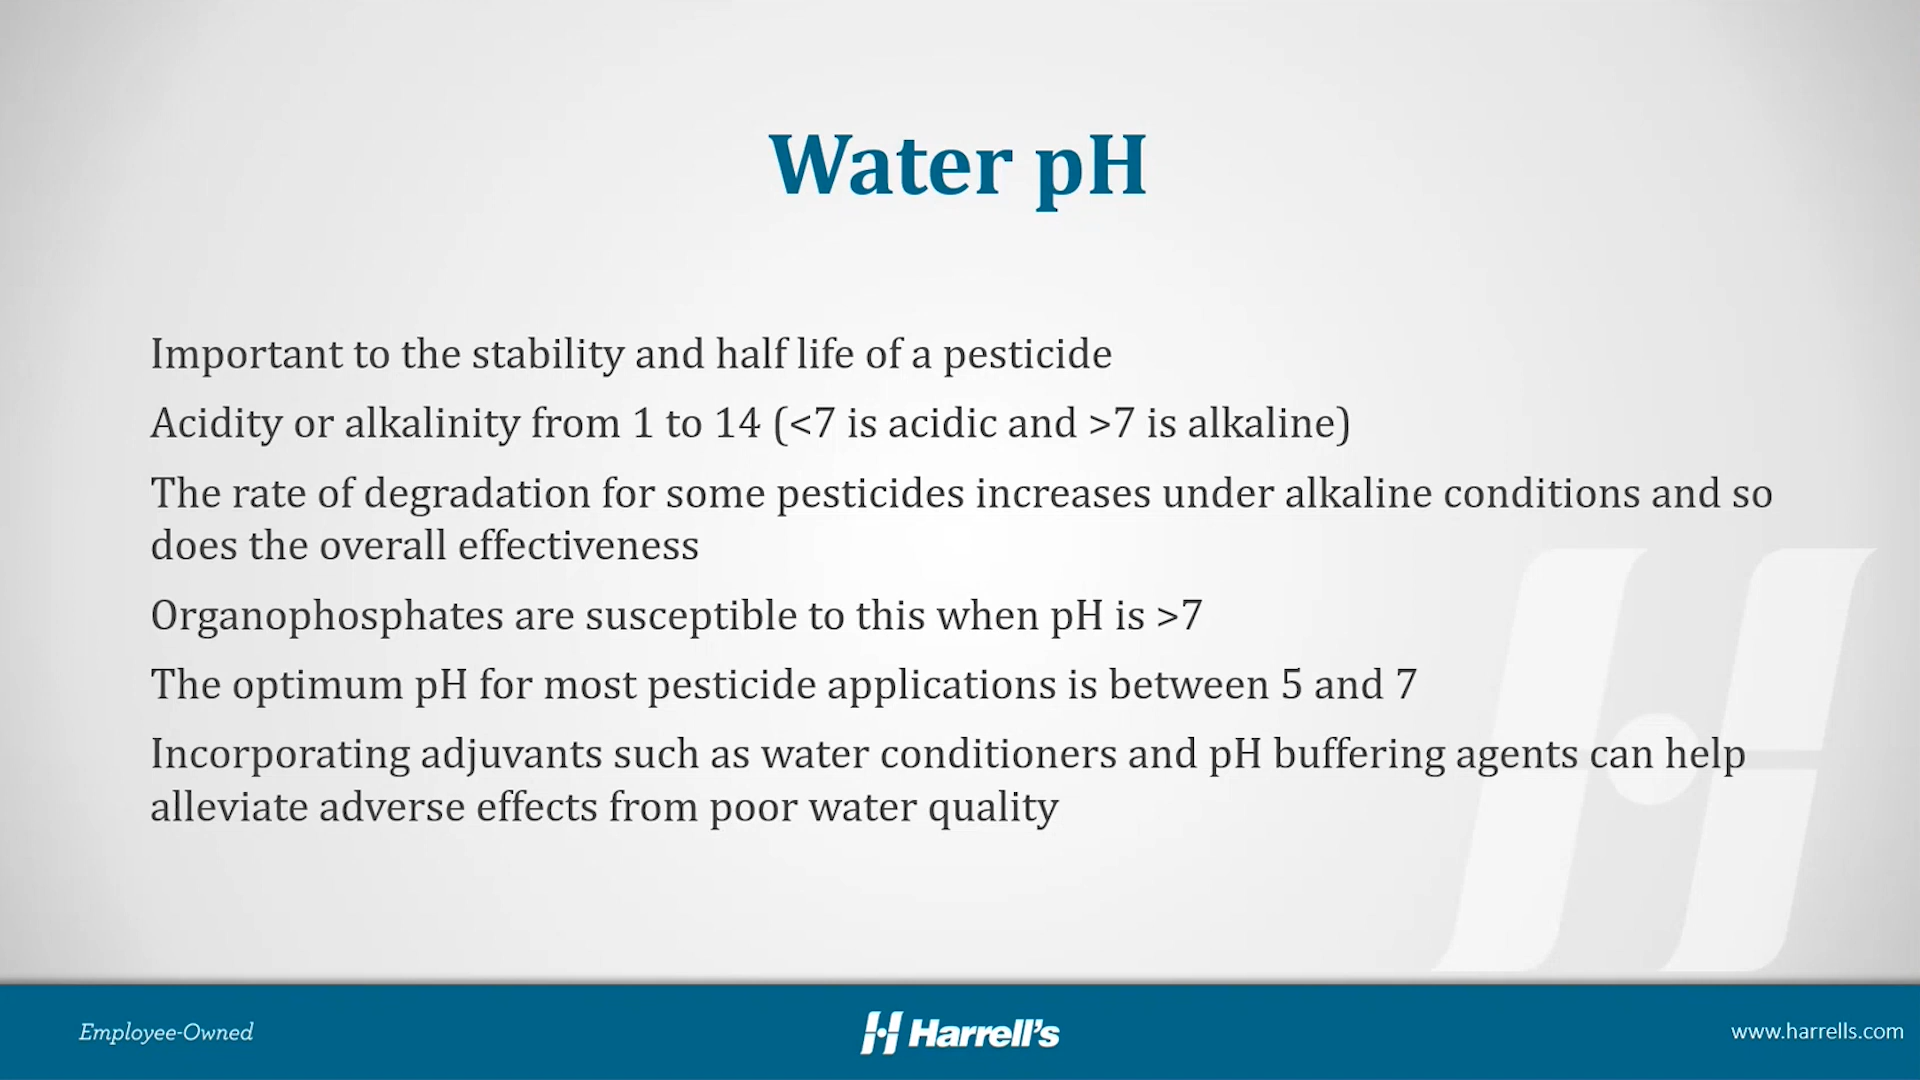 Water pH
Important to the stability and half life of a pesticide
Acidity or alkalinity from 1 to 14 (<7 is acidic and >7 is alkaline)
The rate of degradation for some pesticides increases under alkaline conditions and so
does the overall effectiveness
Organophosphates are susceptible to this when pH is >7
The optimum pH for most pesticide applications is between 5 and 7
Incorporating adjuvants such as water conditioners and pH buffering agents can help
alleviate adverse effects from poor water quality
Employee-Owned
Harrell's
www.harrells.com